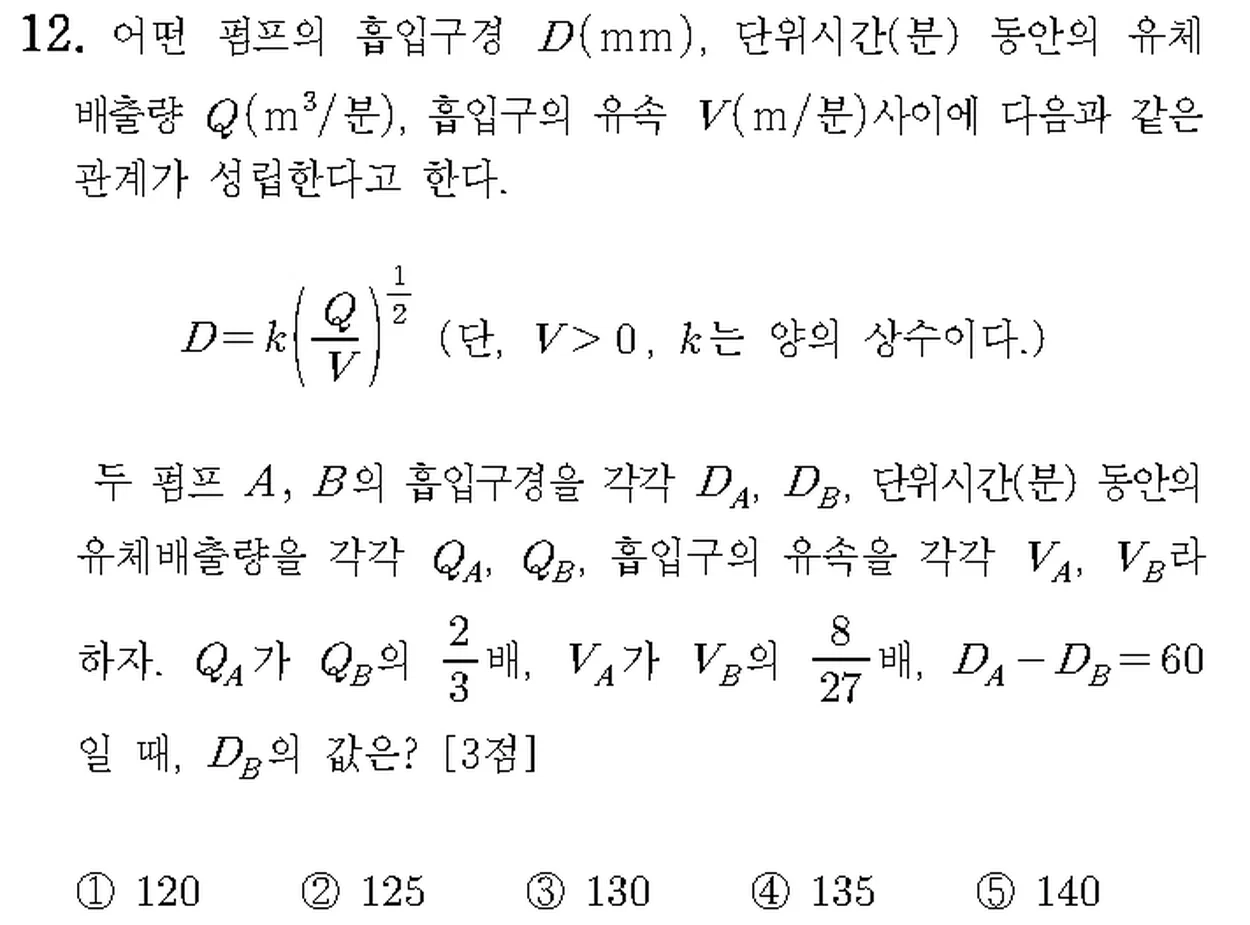 12. 어떤 펌프의 흡입구경 D(mm), 단위시간(분) 동안의 유체
배출량 Q(m³/분), 흡입구의 유속 V(m/분)사이에 다음과 같은
관계가 성립한다고 한다.
D=k(Q/V)^{1/2} (단, V>0, k는 양의 상수이다.)
두 펌프 A, B의 흡입구경을 각각 D_A, D_B, 단위시간(분) 동안의
유체배출량을 각각 Q_A, Q_B, 흡입구의 유속을 각각 V_A, V_B라
하자. Q_A가 Q_B의 2/3배, V_A가 V_B의 8/27배, D_A-D_B=60
일 때, D_B의 값은? [3점]
① 120 ② 125 ③ 130 ④ 135 ⑤ 140